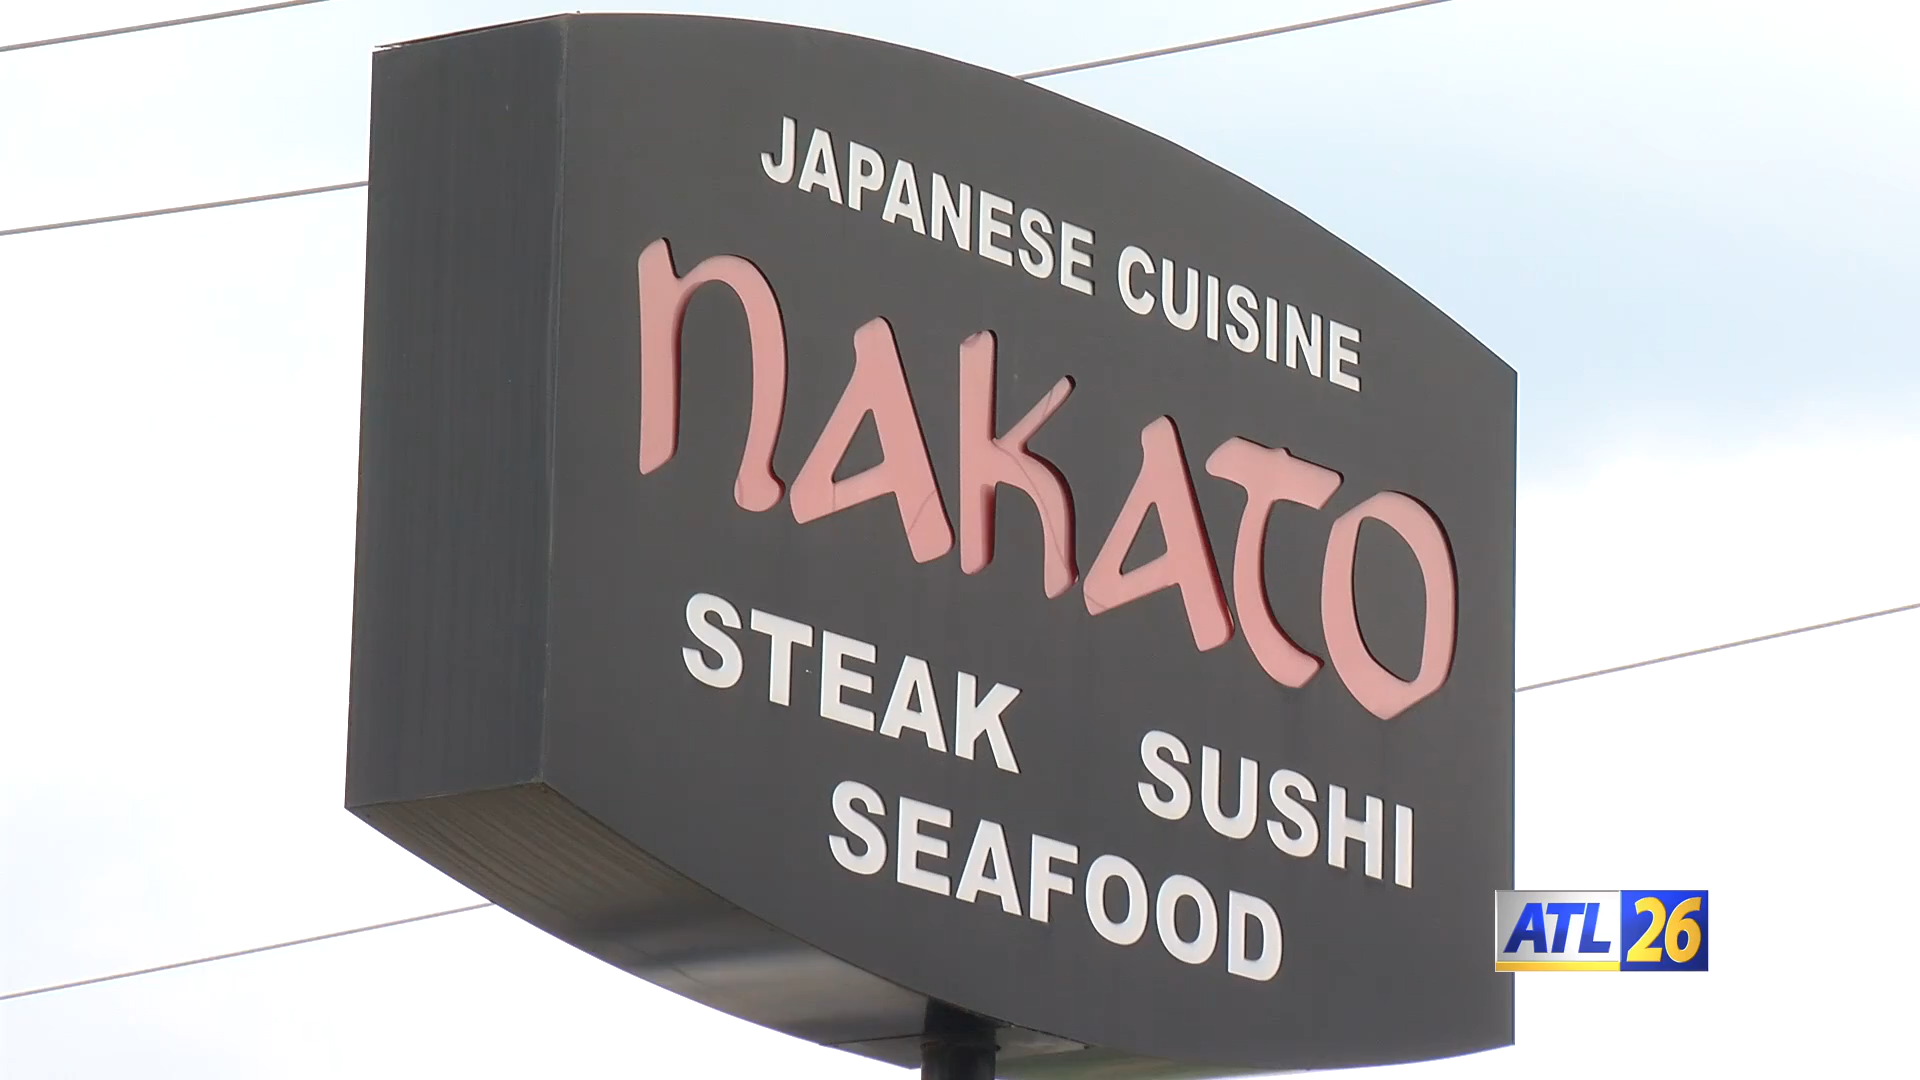 JAPANESE CUISINE
NAKATO
STEAK SUSHI
SEAFOOD
ATL 26